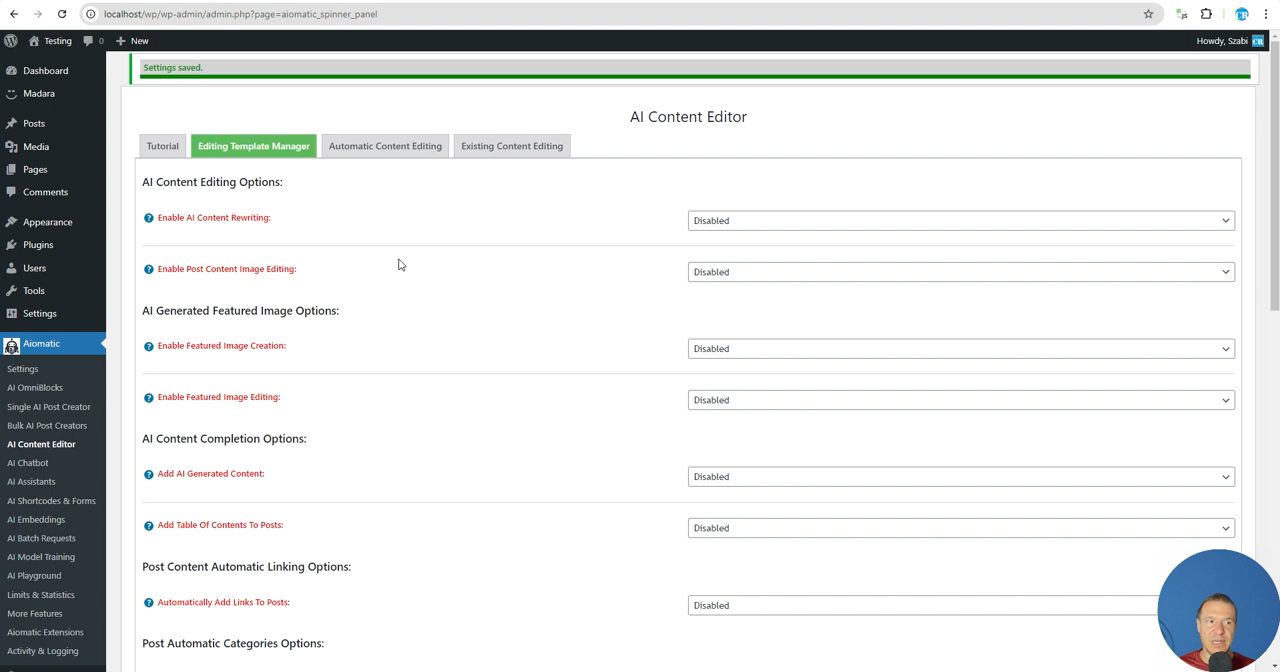 localhost/wp/wp-admin/admin.php?page=aiomatic_spinner_panel
Testing 0 New
Howdy, Szabi
Dashboard
Madara
Posts
Media
Pages
Comments
Appearance
Plugins
Users
Tools
Settings
Aiomatic
Settings
AI OmniBlocks
Single AI Post Creator
Bulk AI Post Creators
AI Content Editor
AI Chatbot
AI Assistants
AI Shortcodes & Forms
AI Embeddings
AI Batch Requests
AI Model Training
AI Playground
Limits & Statistics
More Features
Aiomatic Extensions
Activity & Logging
Settings saved.
AI Content Editor
Tutorial Editing Template Manager Automatic Content Editing Existing Content Editing
AI Content Editing Options:
Enable AI Content Rewriting: Disabled
Enable Post Content Image Editing: Disabled
AI Generated Featured Image Options:
Enable Featured Image Creation: Disabled
Enable Featured Image Editing: Disabled
AI Content Completion Options:
Add AI Generated Content: Disabled
Add Table Of Contents To Posts: Disabled
Post Content Automatic Linking Options:
Automatically Add Links To Posts: Disabled
Post Automatic Categories Options: